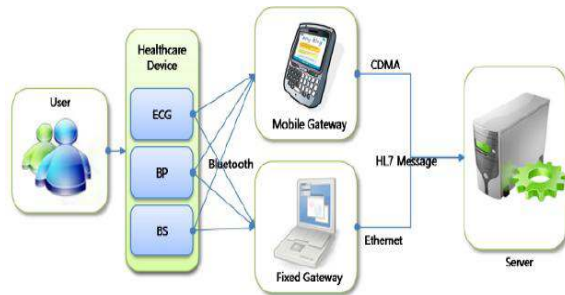 User
Healthcare
Device
ECG
BP
BS
Bluetooth
Mobile Gateway
Fixed Gateway
CDMA
HL7 Message
Ethernet
Server